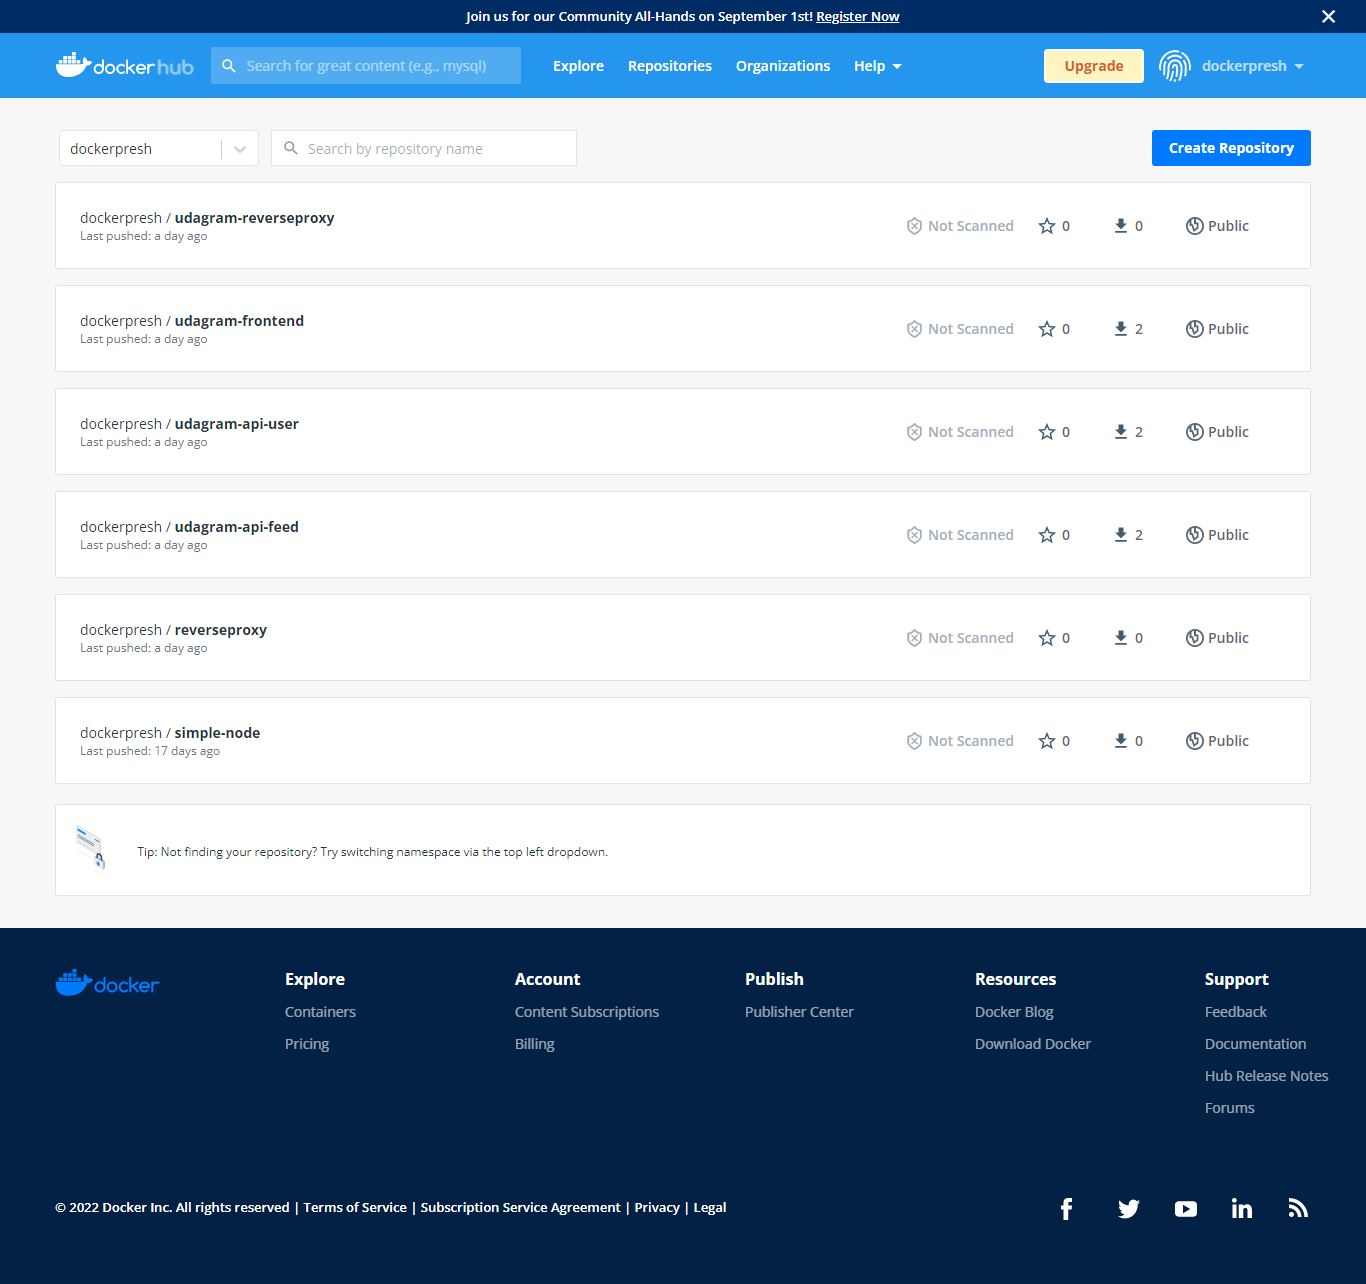 Join us for our Community All-Hands on September 1st! Register Now
docker hub Search for great content (e.g., mysql) Explore Repositories Organizations Help Upgrade dockerpresh
dockerpresh Search by repository name Create Repository
dockerpresh / udagram-reverseproxy
Last pushed: a day ago
Not Scanned 0 0 Public
dockerpresh / udagram-frontend
Last pushed: a day ago
Not Scanned 0 2 Public
dockerpresh / udagram-api-user
Last pushed: a day ago
Not Scanned 0 2 Public
dockerpresh / udagram-api-feed
Last pushed: a day ago
Not Scanned 0 2 Public
dockerpresh / reverseproxy
Last pushed: a day ago
Not Scanned 0 0 Public
dockerpresh / simple-node
Last pushed: 17 days ago
Not Scanned 0 0 Public
Tip: Not finding your repository? Try switching namespace via the top left dropdown.
docker
Explore
Containers
Pricing
Account
Content Subscriptions
Billing
Publish
Publisher Center
Resources
Docker Blog
Download Docker
Support
Feedback
Documentation
Hub Release Notes
Forums
© 2022 Docker Inc. All rights reserved | Terms of Service | Subscription Service Agreement | Privacy | Legal